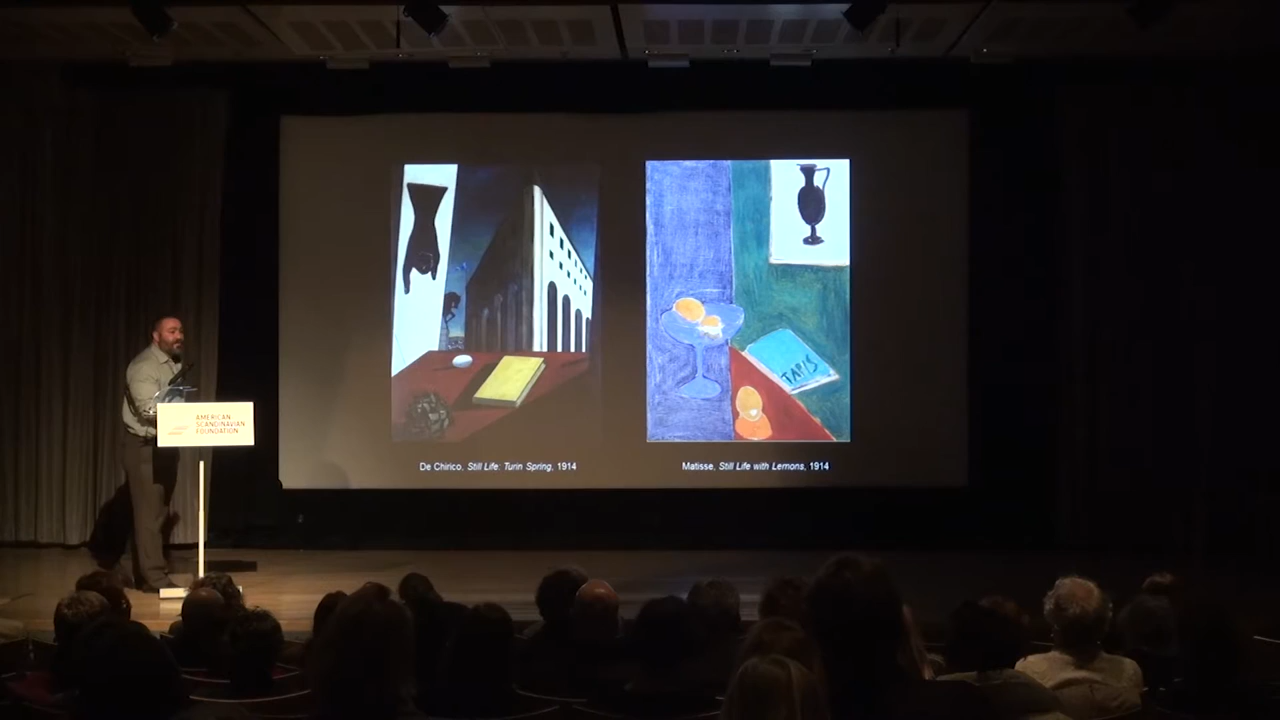 AMERICAN
SCANDINAVIAN
FOUNDATION
TAPIS
De Chirico, Still Life: Turin Spring, 1914
Matisse, Still Life with Lemons, 1914